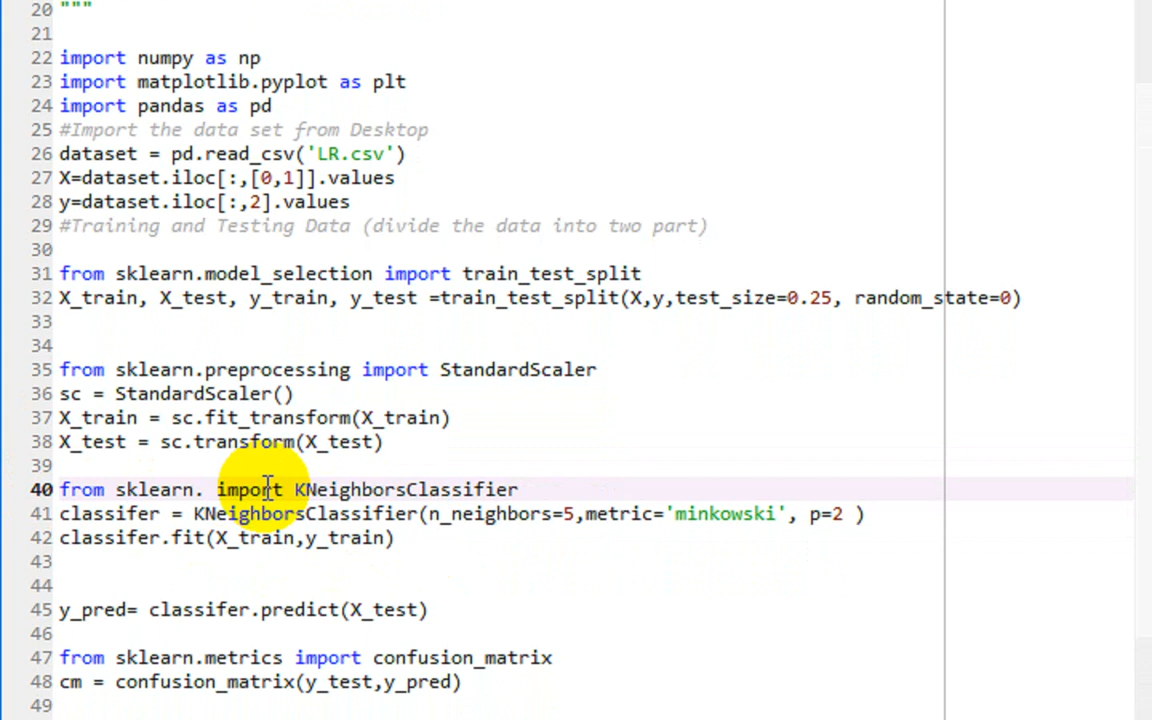 20 """
21
22 import numpy as np
23 import matplotlib.pyplot as plt
24 import pandas as pd
25 #Import the data set from Desktop
26 dataset = pd.read_csv('LR.csv')
27 X=dataset.iloc[:,[0,1]].values
28 y=dataset.iloc[:,2].values
29 #Training and Testing Data (divide the data into two part)
30
31 from sklearn.model_selection import train_test_split
32 X_train, X_test, y_train, y_test =train_test_split(X,y,test_size=0.25, random_state=0)
33
34
35 from sklearn.preprocessing import StandardScaler
36 sc = StandardScaler()
37 X_train = sc.fit_transform(X_train)
38 X_test = sc.transform(X_test)
39
40 from sklearn. import KNeighborsClassifier
41 classifer = KNeighborsClassifier(n_neighbors=5,metric='minkowski', p=2 )
42 classifer.fit(X_train,y_train)
43
44
45 y_pred= classifer.predict(X_test)
46
47 from sklearn.metrics import confusion_matrix
48 cm = confusion_matrix(y_test,y_pred)
49